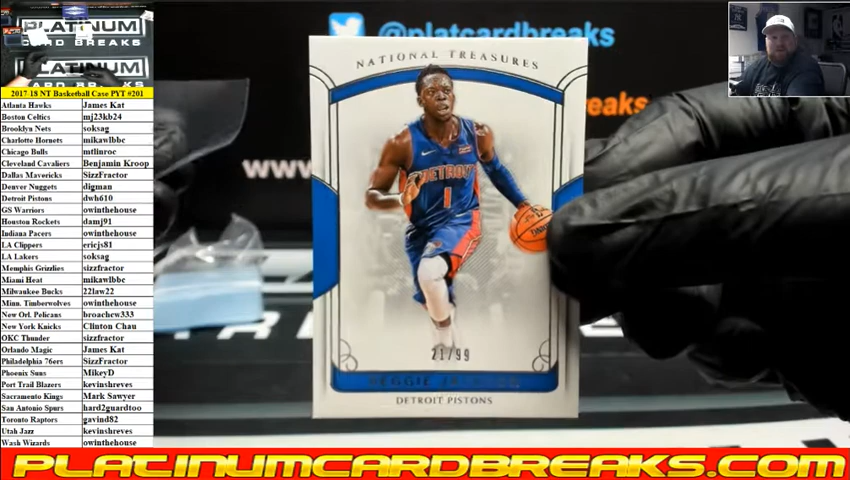 PLATINUM
CARD BREAKS
PLATINUM
2017-18 NT Basketball Case PYT #201
Atlanta Hawks James Kat
Boston Celtics mj23kb24
Brooklyn Nets soksag
Charlotte Hornets mikawlbbc
Chicago Bulls mtlinroc
Cleveland Cavaliers Benjamin Kroop
Dallas Mavericks SizzFractor
Denver Nuggets digman
Detroit Pistons dwh610
GS Warriors owinthehouse
Houston Rockets damj91
Indiana Pacers owinthehouse
LA Clippers ericjs81
LA Lakers soksag
Memphis Grizzlies sizzfractor
Miami Heat mikawlbbc
Milwaukee Bucks 22law22
Minn. Timberwolves owinthehouse
New Orl. Pelicans broachcw333
New York Knicks Clinton Chau
OKC Thunder sizzfractor
Orlando Magic James Kat
Philadelphia 76ers SizzFractor
Phoenix Suns MikeyD
Port Trail Blazers kevinshreves
Sacramento Kings Mark Sawyer
San Antonio Spurs hard2guardtoo
Toronto Raptors gavind82
Utah Jazz kevinshreves
Wash Wizards owinthehouse
@platcardbreaks
www
NATIONAL TREASURES
DETROIT
1
21/99
REGGIE
DETROIT PISTONS
PLATINUMCARDBREAKS.COM